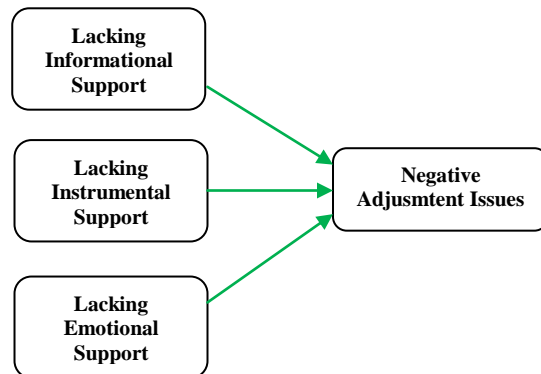 Lacking
Informational
Support
Lacking
Instrumental
Support
Negative
Adjusmtent Issues
Lacking
Emotional
Support